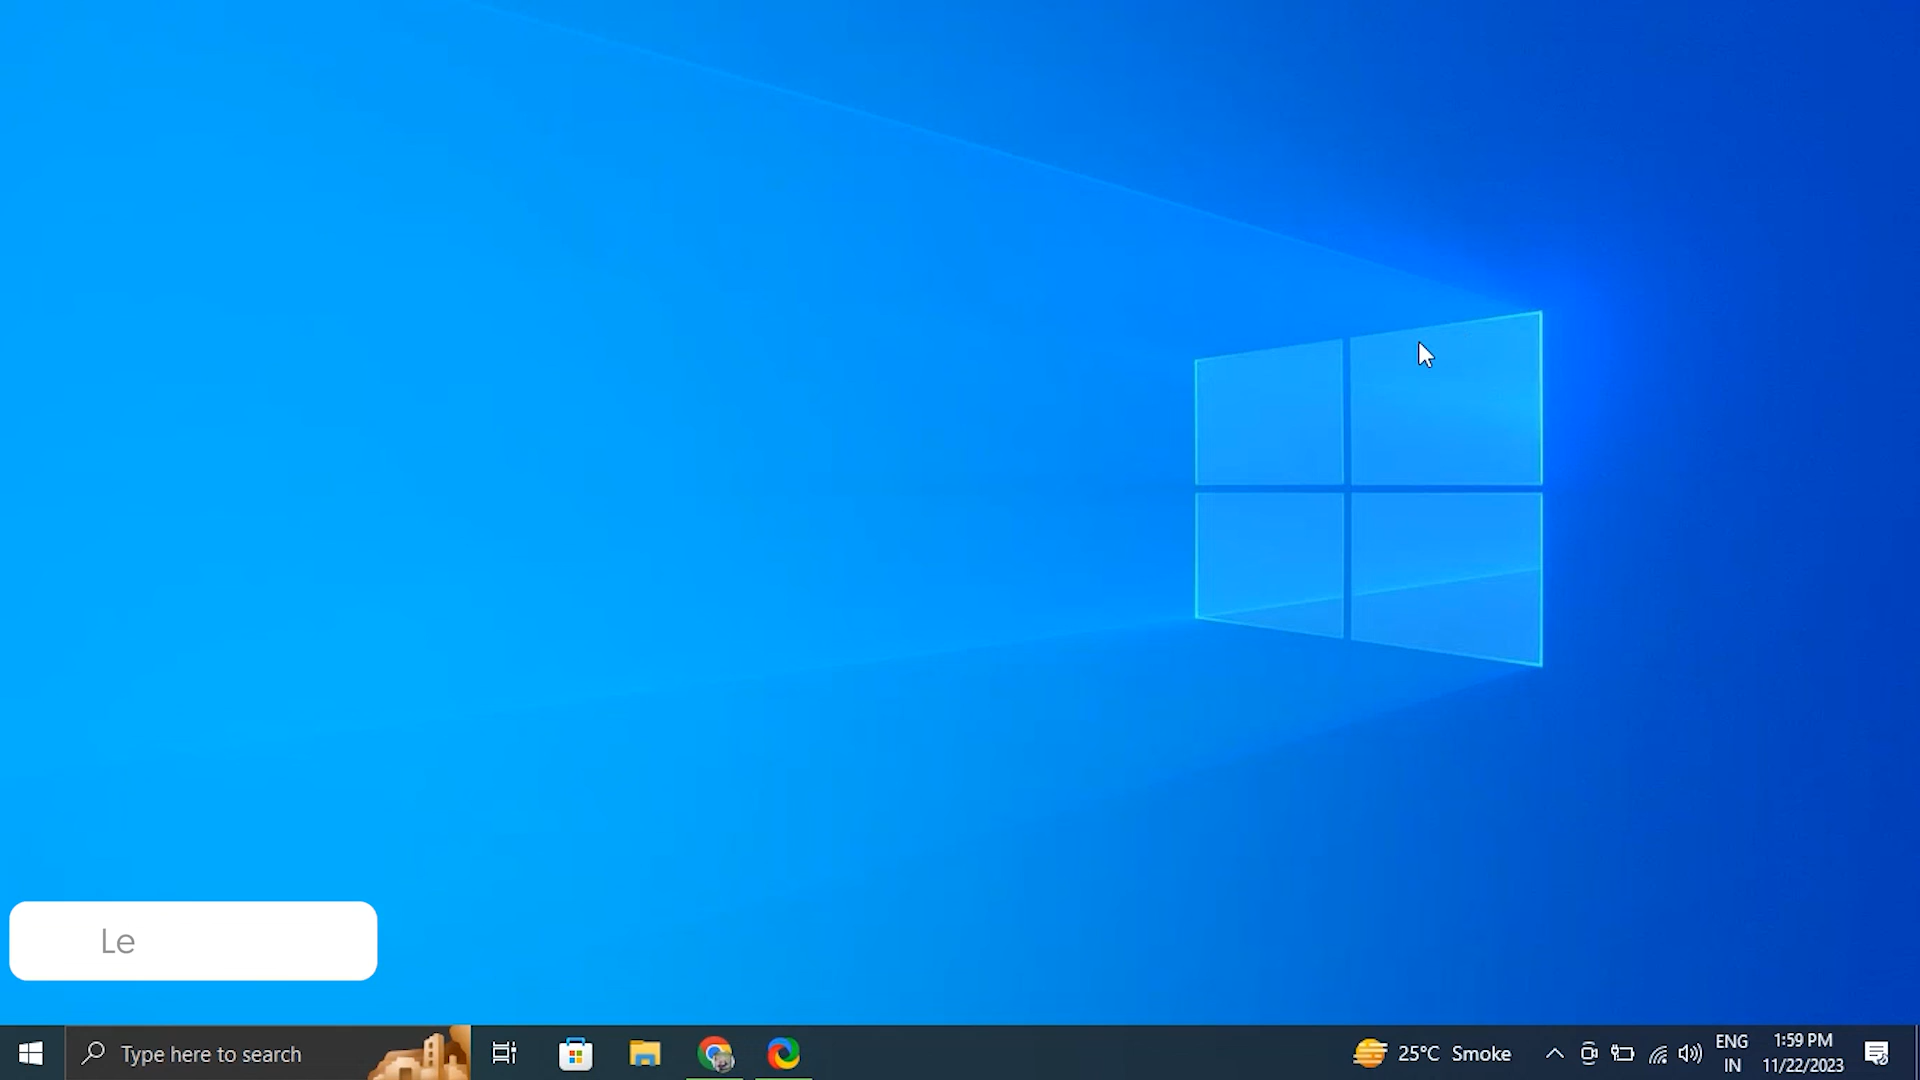 Le
Type here to search
25°C Smoke
ENG
IN
1:59 PM
11/22/2023